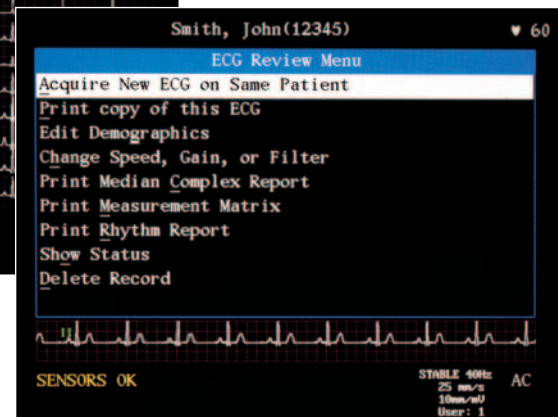 Smith, John(12345) ♥ 60
ECG Review Menu
Acquire New ECG on Same Patient
Print copy of this ECG
Edit Demographics
Change Speed, Gain, or Filter
Print Median Complex Report
Print Measurement Matrix
Print Rhythm Report
Show Status
Delete Record
II
SENSORS OK
STABLE 40Hz
25 mm/s
10mm/mV
User: 1
AC